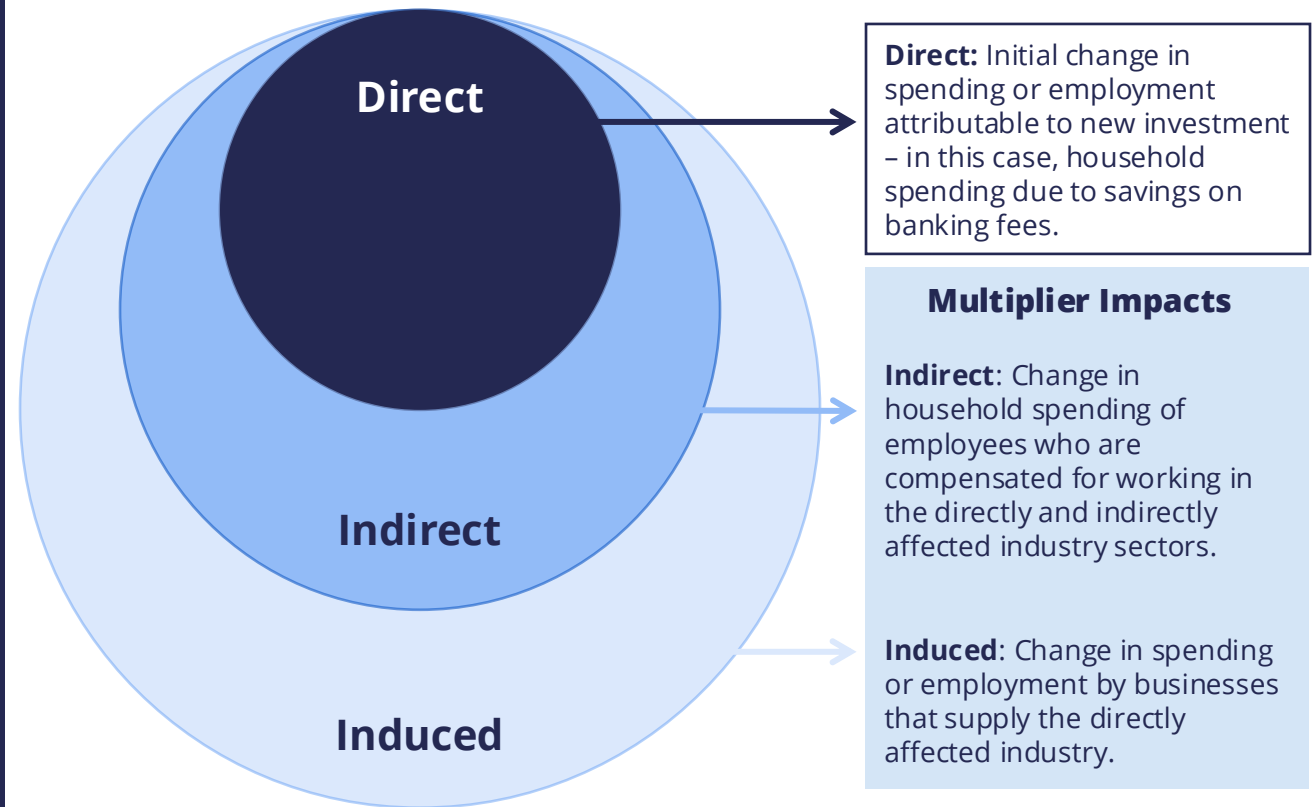 Direct
Indirect
Induced
Direct: Initial change in
spending or employment
attributable to new investment
– in this case, household
spending due to savings on
banking fees.
Multiplier Impacts
Indirect: Change in
household spending of
employees who are
compensated for working in
the directly and indirectly
affected industry sectors.
Induced: Change in spending
or employment by businesses
that supply the directly
affected industry.